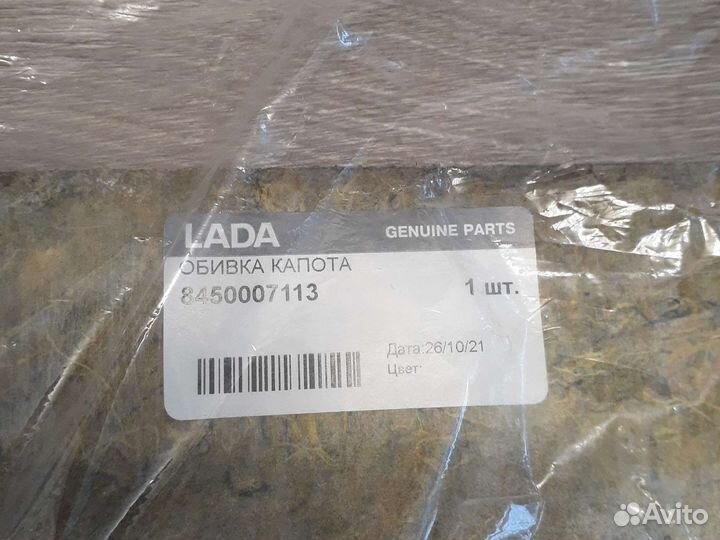 LADA GENUINE PARTS
ОБИВКА КАПОТА
8450007113 1 шт.
Дата:26/10/21
Цвет:
Avito